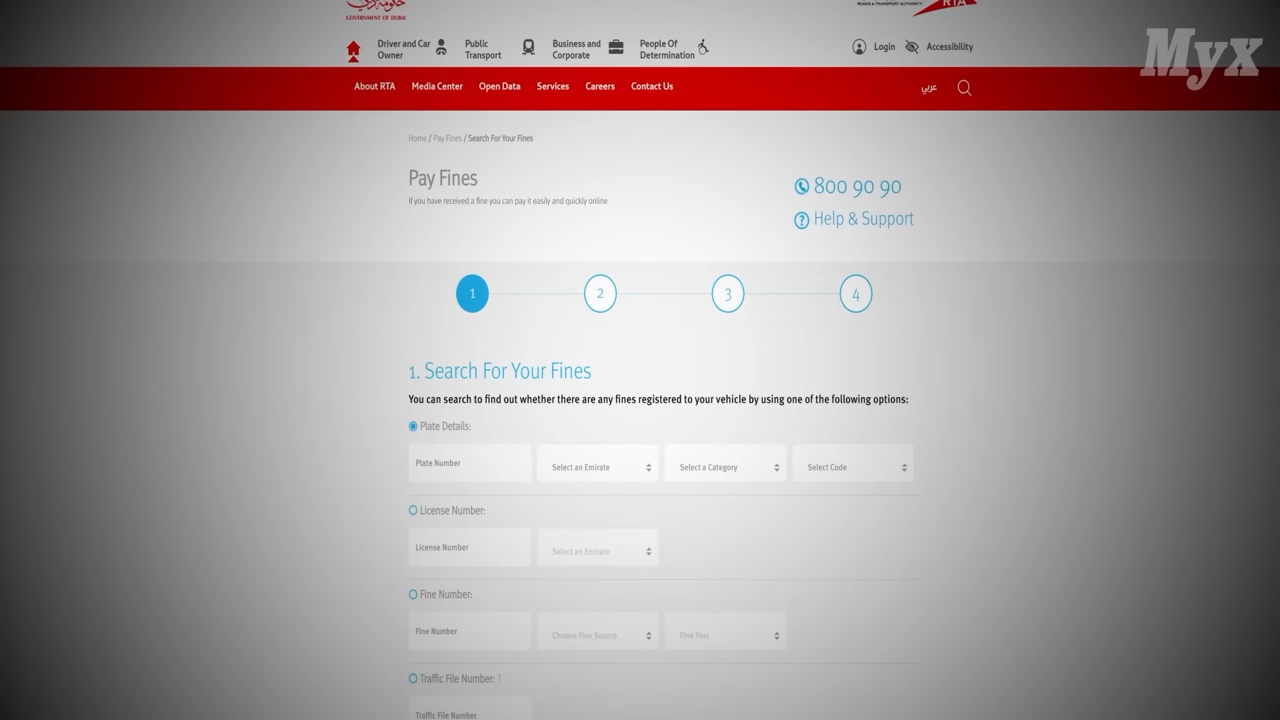 حكومة دبي
GOVERNMENT OF DUBAI
ROADS & TRANSPORT AUTHORITY
RTA
Myx
Driver and Car
Owner
Public
Transport
Business and
Corporate
People Of
Determination
Login
Accessibility
About RTA
Media Center
Open Data
Services
Careers
Contact Us
عربي
Home / Pay Fines / Search For Your Fines
Pay Fines
If you have received a fine you can pay it easily and quickly online
800 90 90
? Help & Support
1
2
3
4
1. Search For Your Fines
You can search to find out whether there are any fines registered to your vehicle by using one of the following options:
Plate Details:
Plate Number
Select an Emirate
Select a Category
Select Code
License Number:
License Number
Select an Emirate
Fine Number:
Fine Number
Choose Fine Source
Fine Year
Traffic File Number: ?
Traffic File Number